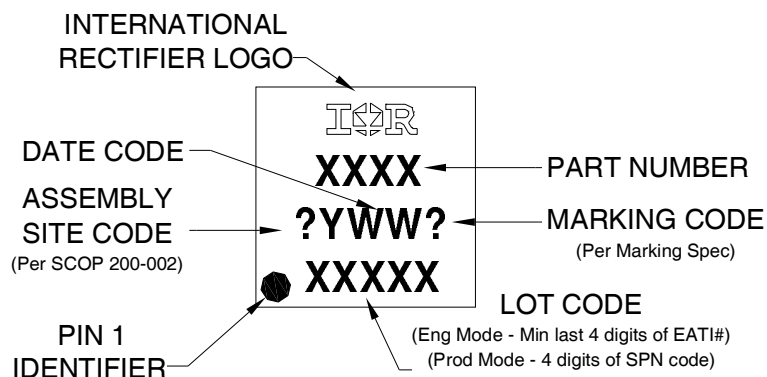 INTERNATIONAL
RECTIFIER LOGO
IOR
DATE CODE
XXXX
PART NUMBER
ASSEMBLY
SITE CODE
(Per SCOP 200-002)
?YWW?
MARKING CODE
(Per Marking Spec)
XXXXX
LOT CODE
(Eng Mode - Min last 4 digits of EATI#)
(Prod Mode - 4 digits of SPN code)
PIN 1
IDENTIFIER